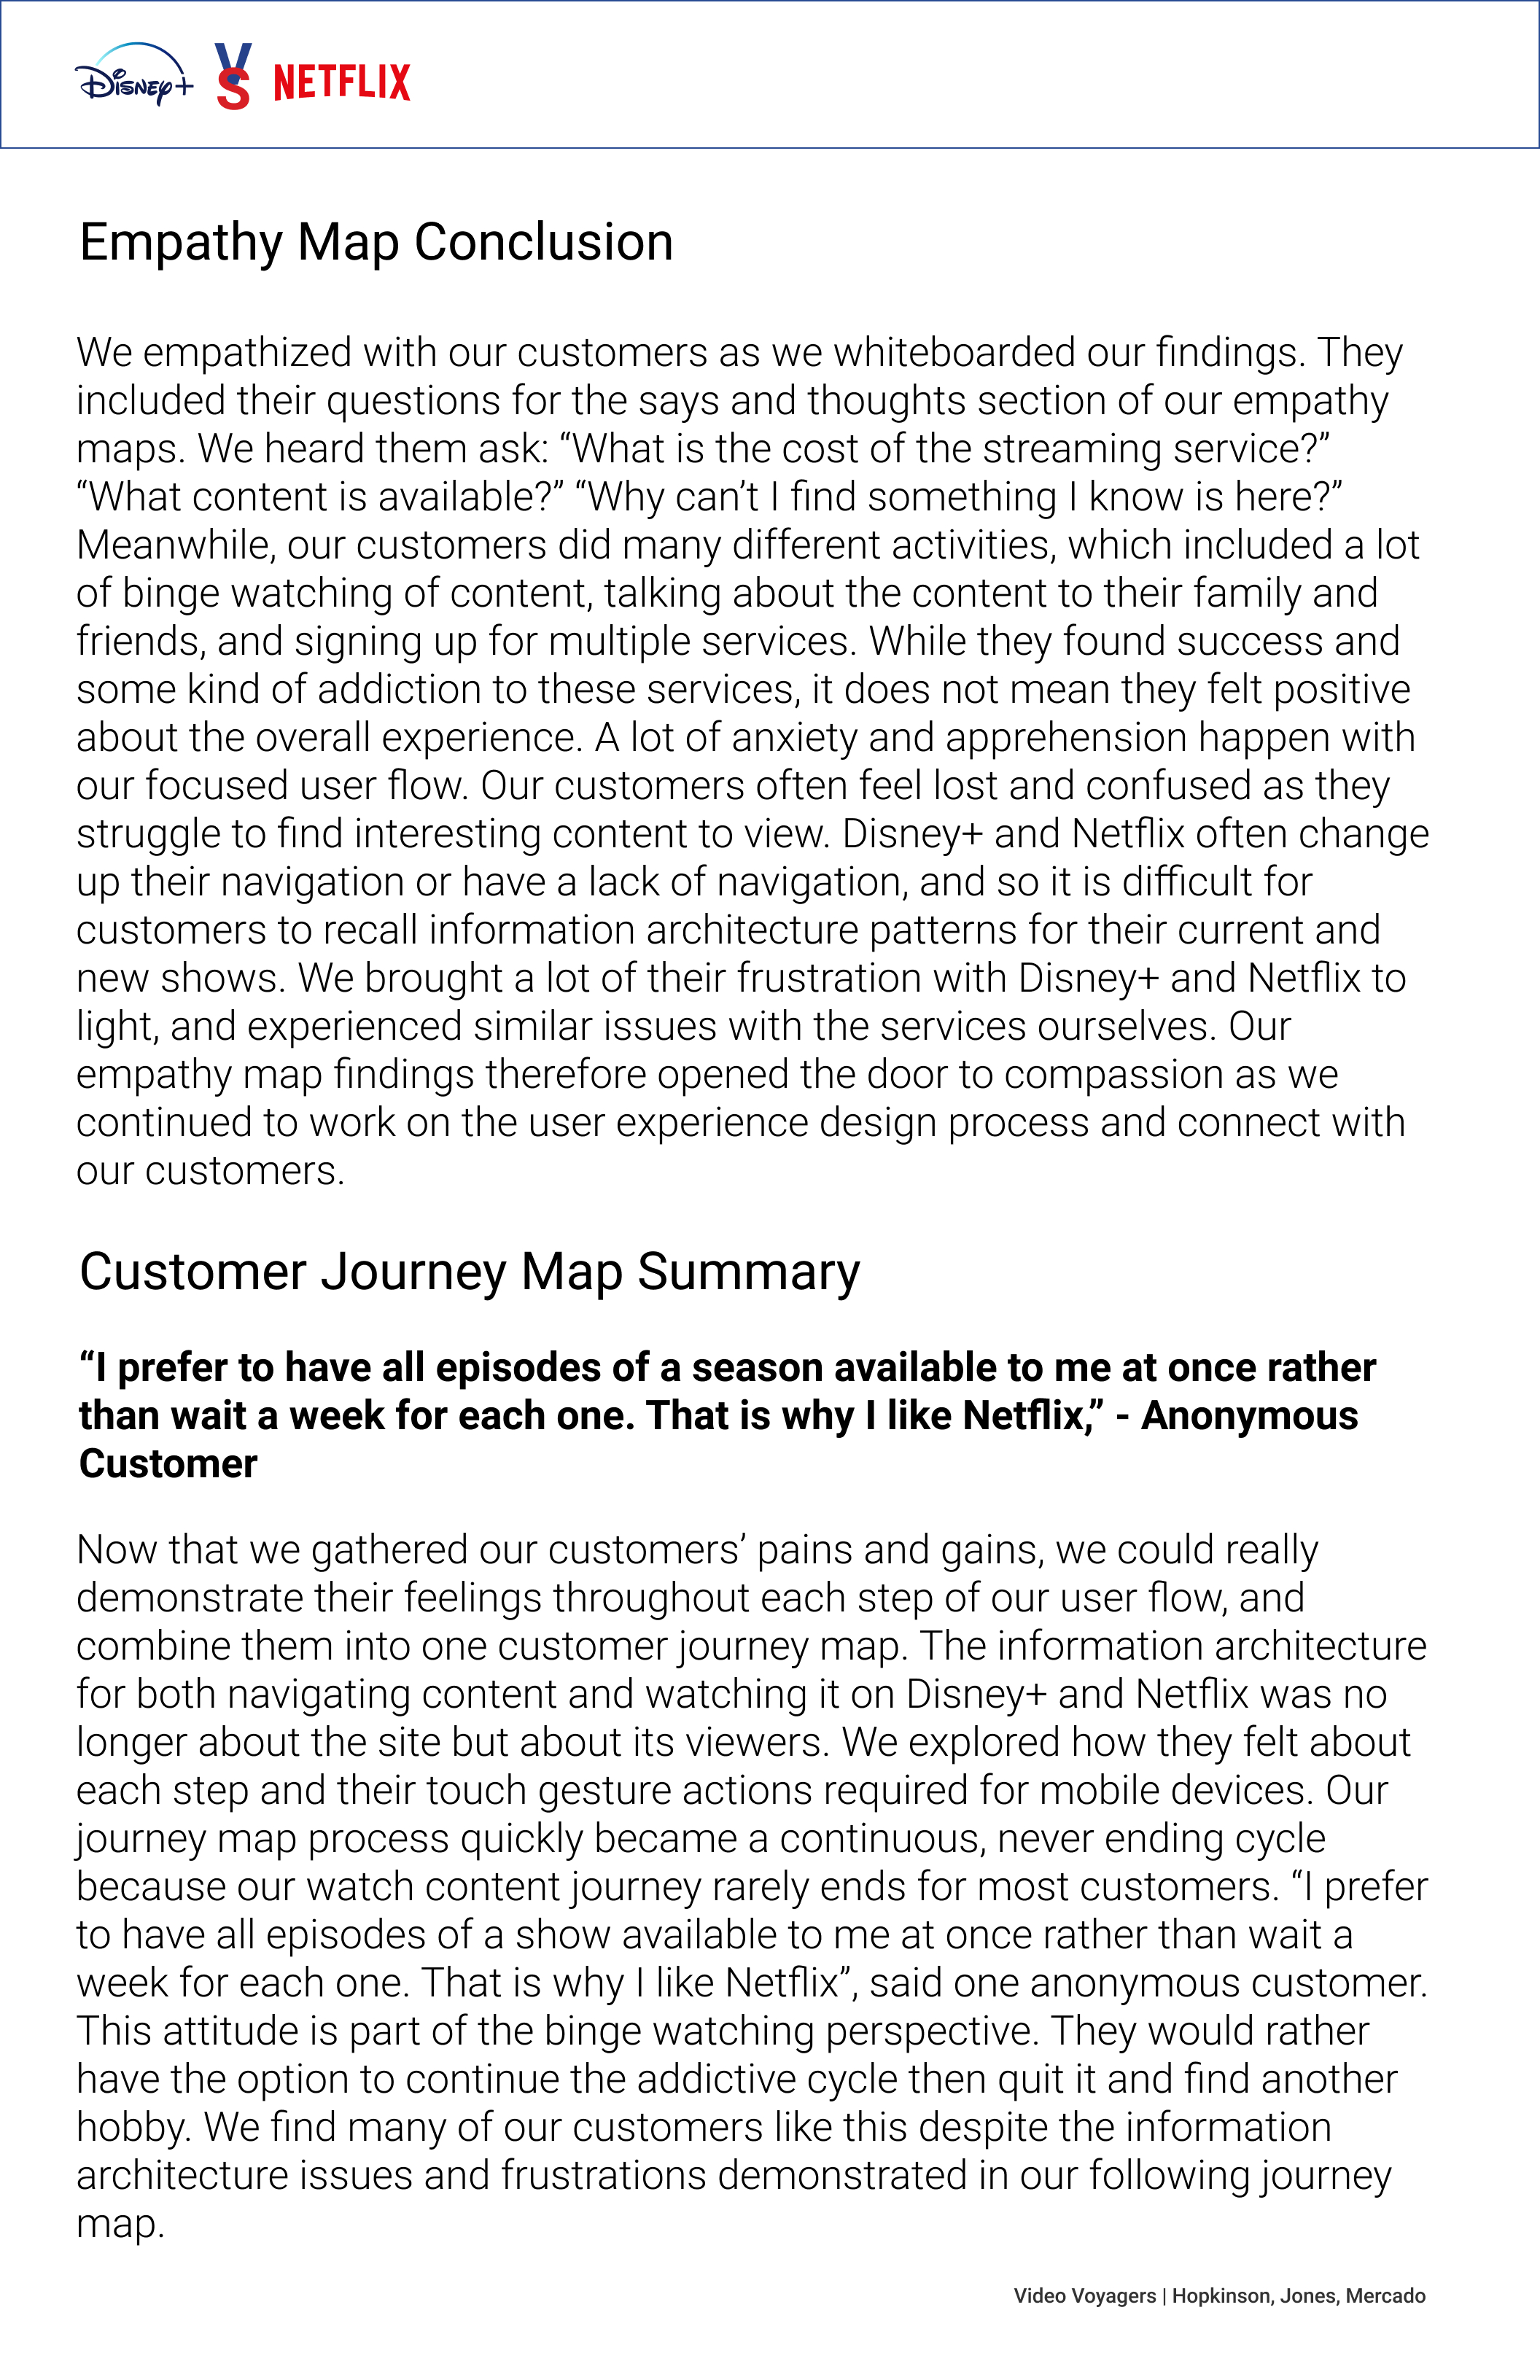 Disney+ VS NETFLIX
Empathy Map Conclusion
We empathized with our customers as we whiteboarded our findings. They
included their questions for the says and thoughts section of our empathy
maps. We heard them ask: “What is the cost of the streaming service?”
“What content is available?” “Why can’t I find something I know is here?”
Meanwhile, our customers did many different activities, which included a lot
of binge watching of content, talking about the content to their family and
friends, and signing up for multiple services. While they found success and
some kind of addiction to these services, it does not mean they felt positive
about the overall experience. A lot of anxiety and apprehension happen with
our focused user flow. Our customers often feel lost and confused as they
struggle to find interesting content to view. Disney+ and Netflix often change
up their navigation or have a lack of navigation, and so it is difficult for
customers to recall information architecture patterns for their current and
new shows. We brought a lot of their frustration with Disney+ and Netflix to
light, and experienced similar issues with the services ourselves. Our
empathy map findings therefore opened the door to compassion as we
continued to work on the user experience design process and connect with
our customers.
Customer Journey Map Summary
“I prefer to have all episodes of a season available to me at once rather
than wait a week for each one. That is why I like Netflix,” - Anonymous
Customer
Now that we gathered our customers’ pains and gains, we could really
demonstrate their feelings throughout each step of our user flow, and
combine them into one customer journey map. The information architecture
for both navigating content and watching it on Disney+ and Netflix was no
longer about the site but about its viewers. We explored how they felt about
each step and their touch gesture actions required for mobile devices. Our
journey map process quickly became a continuous, never ending cycle
because our watch content journey rarely ends for most customers. “I prefer
to have all episodes of a show available to me at once rather than wait a
week for each one. That is why I like Netflix”, said one anonymous customer.
This attitude is part of the binge watching perspective. They would rather
have the option to continue the addictive cycle then quit it and find another
hobby. We find many of our customers like this despite the information
architecture issues and frustrations demonstrated in our following journey
map.
Video Voyagers | Hopkinson, Jones, Mercado